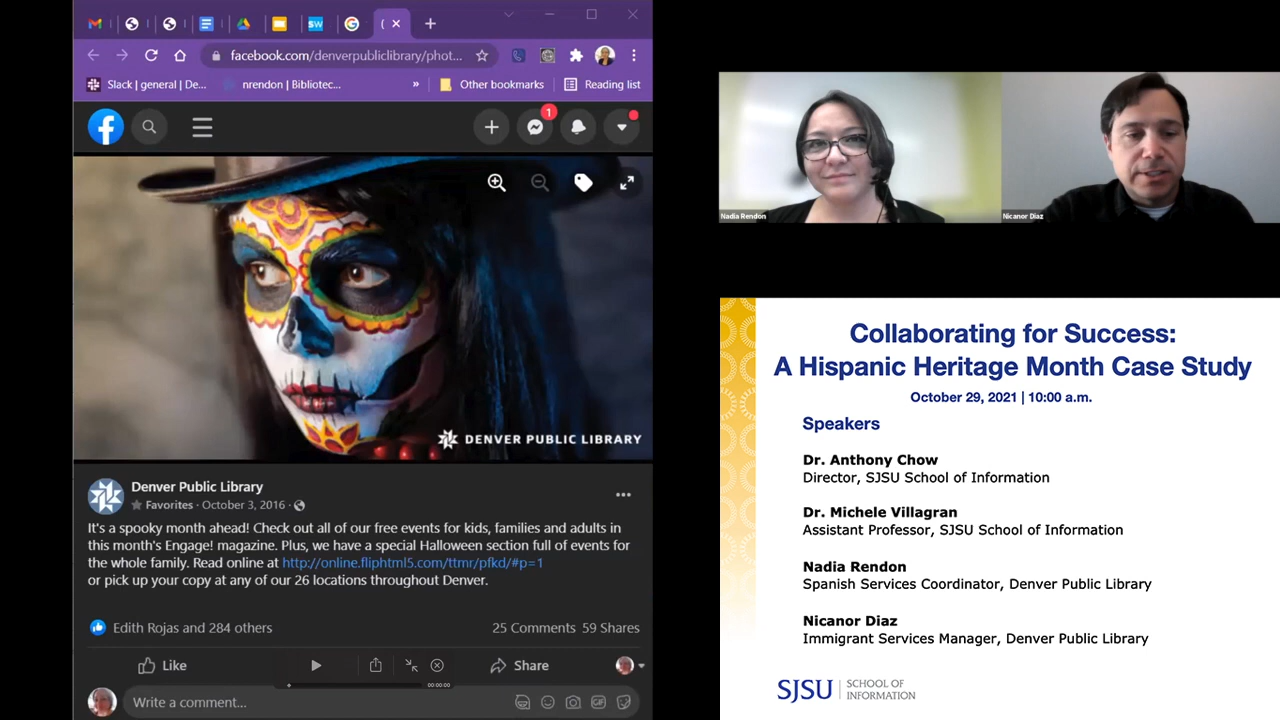 facebook.com/denverpubliclibrary/phot...
Slack | general | De...
nrendon | Bibliotec...
»
Other bookmarks
Reading list
1
DENVER PUBLIC LIBRARY
Denver Public Library
Favorites · October 3, 2016 ·
It's a spooky month ahead! Check out all of our free events for kids, families and adults in
this month's Engage! magazine. Plus, we have a special Halloween section full of events for
the whole family. Read online at http://online.fliphtml5.com/ttmr/pfkd/#p=1
or pick up your copy at any of our 26 locations throughout Denver.
Edith Rojas and 284 others
25 Comments 59 Shares
Like
Share
00:00:00
Write a comment...
GIF
Nadia Rendon
Nicanor Diaz
Collaborating for Success:
A Hispanic Heritage Month Case Study
October 29, 2021 | 10:00 a.m.
Speakers
Dr. Anthony Chow
Director, SJSU School of Information
Dr. Michele Villagran
Assistant Professor, SJSU School of Information
Nadia Rendon
Spanish Services Coordinator, Denver Public Library
Nicanor Diaz
Immigrant Services Manager, Denver Public Library
SJSU | SCHOOL OF
INFORMATION